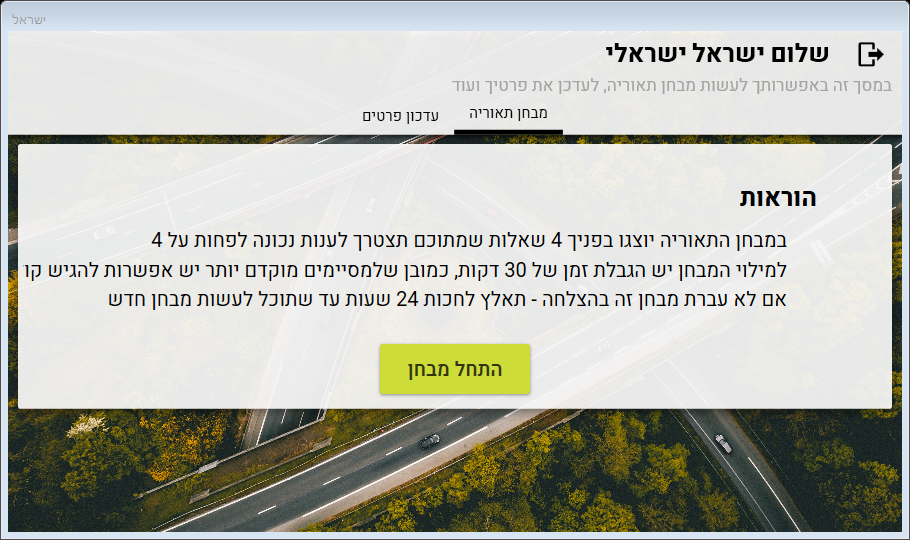 ישראל
שלום ישראל ישראלי
במסך זה באפשרותך לעשות מבחן תאוריה, לעדכן את פרטיך ועוד
מבחן תאוריה עדכון פרטים
הוראות
במבחן התאוריה יוצגו בפניך 4 שאלות שמתוכם תצטרך לענות נכונה לפחות על 4
למילוי המבחן יש הגבלת זמן של 30 דקות, כמובן שלמסיימים מוקדם יותר יש אפשרות להגיש קו
אם לא עברת מבחן זה בהצלחה - תאלץ לחכות 24 שעות עד שתוכל לעשות מבחן חדש
התחל מבחן